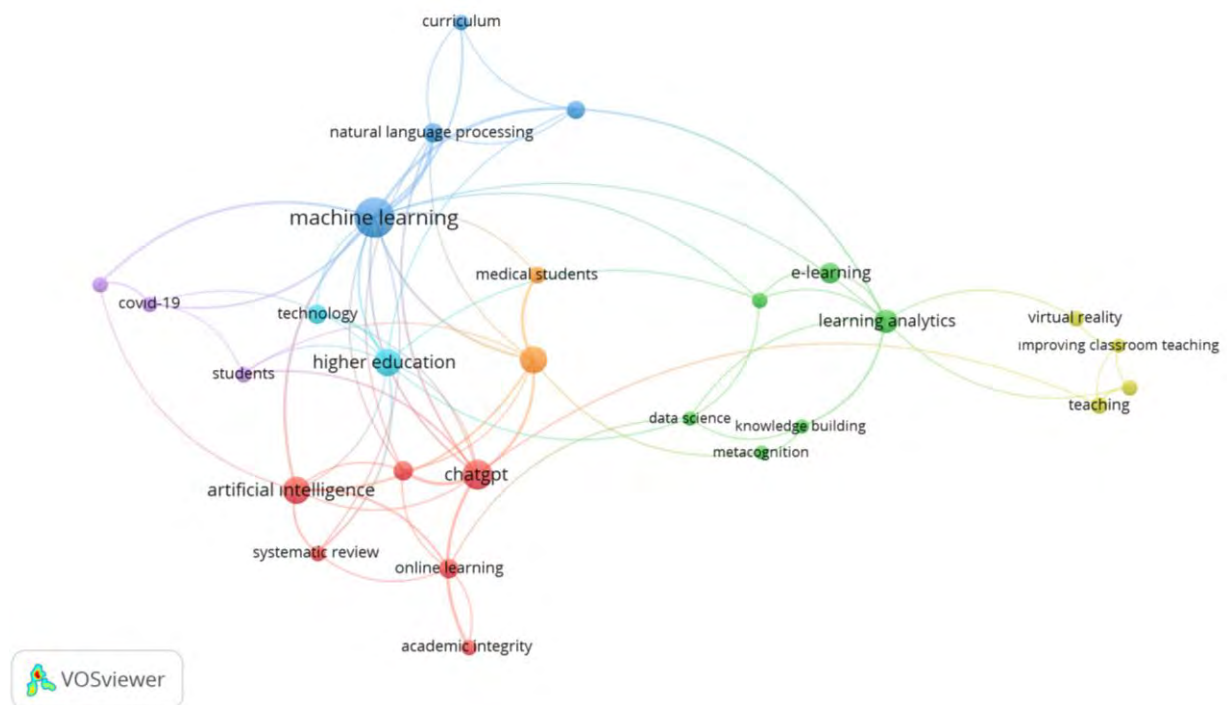 curriculum
natural language processing
machine learning
medical students
e-learning
covid-19
technology
learning analytics
virtual reality
improving classroom teaching
higher education
students
teaching
data science
knowledge building
metacognition
chatgpt
artificial intelligence
systematic review
online learning
academic integrity
VOSviewer